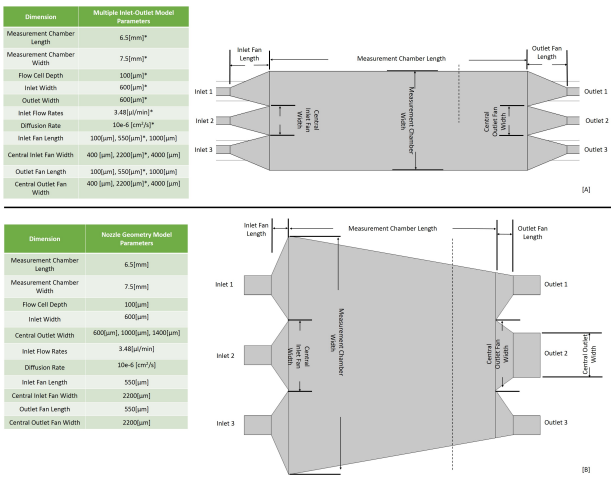 Dimension
Multiple Inlet-Outlet Model
Parameters
Measurement Chamber
Length
6.5[mm]*
Measurement Chamber
Width
7.5[mm]*
Flow Cell Depth
100[µm]*
Inlet Width
600[µm]*
Outlet Width
600[µm]*
Inlet Flow Rates
3.48[µl/min]*
Diffusion Rate
10e-6 [cm²/s]*
Inlet Fan Length
100[µm], 550[µm]*, 1000[µm]
Central Inlet Fan Width
400 [µm], 2200[µm]*, 4000 [µm]
Outlet Fan Length
100[µm], 550[µm]*, 1000[µm]
Central Outlet Fan
Width
400 [µm], 2200[µm]*, 4000 [µm]
Inlet Fan
Length
Measurement Chamber Length
Outlet Fan
Length
Inlet 1
Inlet 2
Inlet 3
Central
Inlet Fan
Width
Measurement Chamber
Width
Central
Outlet Fan
Width
Outlet 1
Outlet 2
Outlet 3
[A]
Dimension
Nozzle Geometry Model
Parameters
Measurement Chamber
Length
6.5[mm]
Measurement Chamber
Width
7.5[mm]
Flow Cell Depth
100[µm]
Inlet Width
600[µm]
Central Outlet Width
600[µm], 1000[µm], 1400[µm]
Inlet Flow Rates
3.48[µl/min]
Diffusion Rate
10e-6 [cm²/s]
Inlet Fan Length
550[µm]
Central Inlet Fan Width
2200[µm]
Outlet Fan Length
550[µm]
Central Outlet Fan Width
2200[µm]
Inlet Fan
Length
Measurement Chamber Length
Outlet Fan
Length
Inlet 1
Inlet 2
Inlet 3
Central
Inlet Fan
Width
Measurement Chamber
Width
Central
Outlet Fan
Width
Outlet 1
Outlet 2
Outlet 3
Central Outlet
Width
[B]